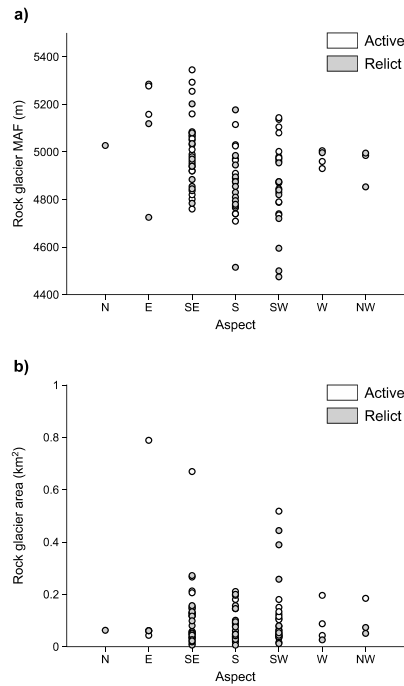 a)
Active
Relict
5400
5200
5000
4800
4600
4400
Rock glacier MAF (m)
N E SE S SW W NW
Aspect
b)
Active
Relict
1
0.8
0.6
0.4
0.2
0
Rock glacier area (km²)
N E SE S SW W NW
Aspect